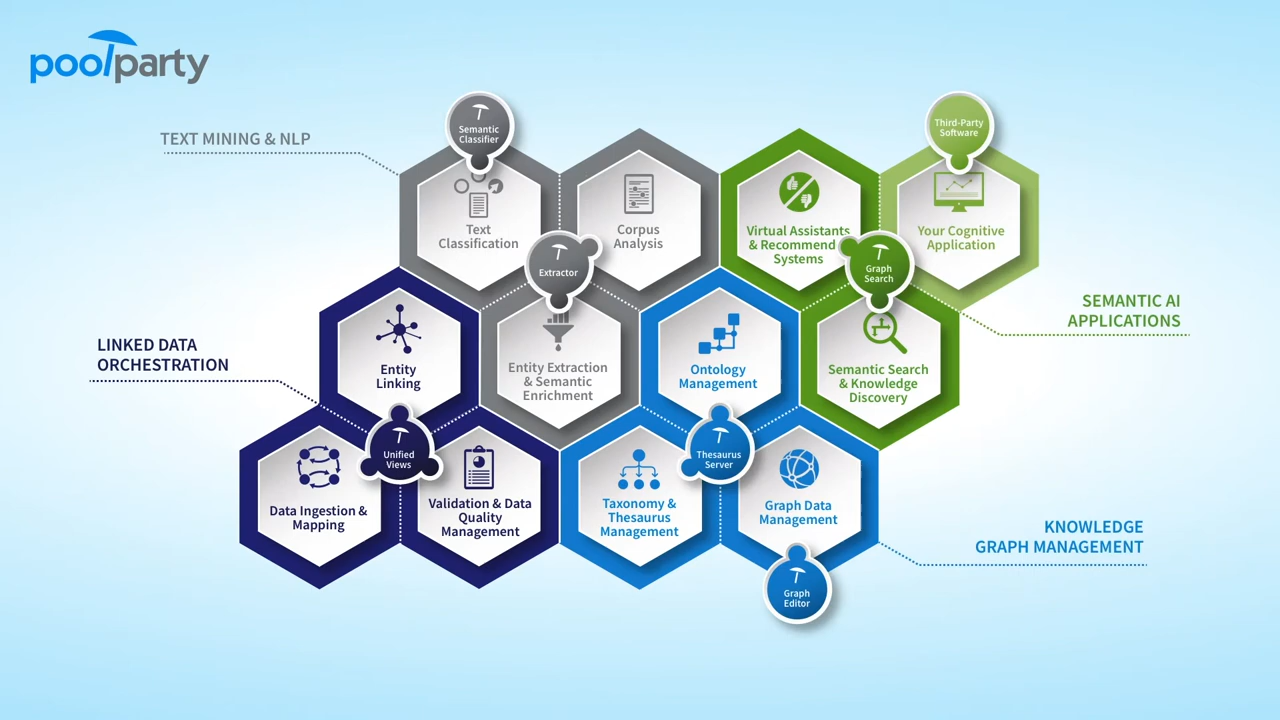 poolparty
TEXT MINING & NLP
Semantic
Classifier
Third-Party
Software
Text
Classification
Corpus
Analysis
Virtual Assistants
& Recommend
Systems
Your Cognitive
Application
Extractor
Graph
Search
SEMANTIC AI
APPLICATIONS
LINKED DATA
ORCHESTRATION
Entity
Linking
Entity Extraction
& Semantic
Enrichment
Ontology
Management
Semantic Search
& Knowledge
Discovery
Unified
Views
Thesaurus
Server
Data Ingestion &
Mapping
Validation & Data
Quality
Management
Taxonomy &
Thesaurus
Management
Graph Data
Management
KNOWLEDGE
GRAPH MANAGEMENT
Graph
Editor